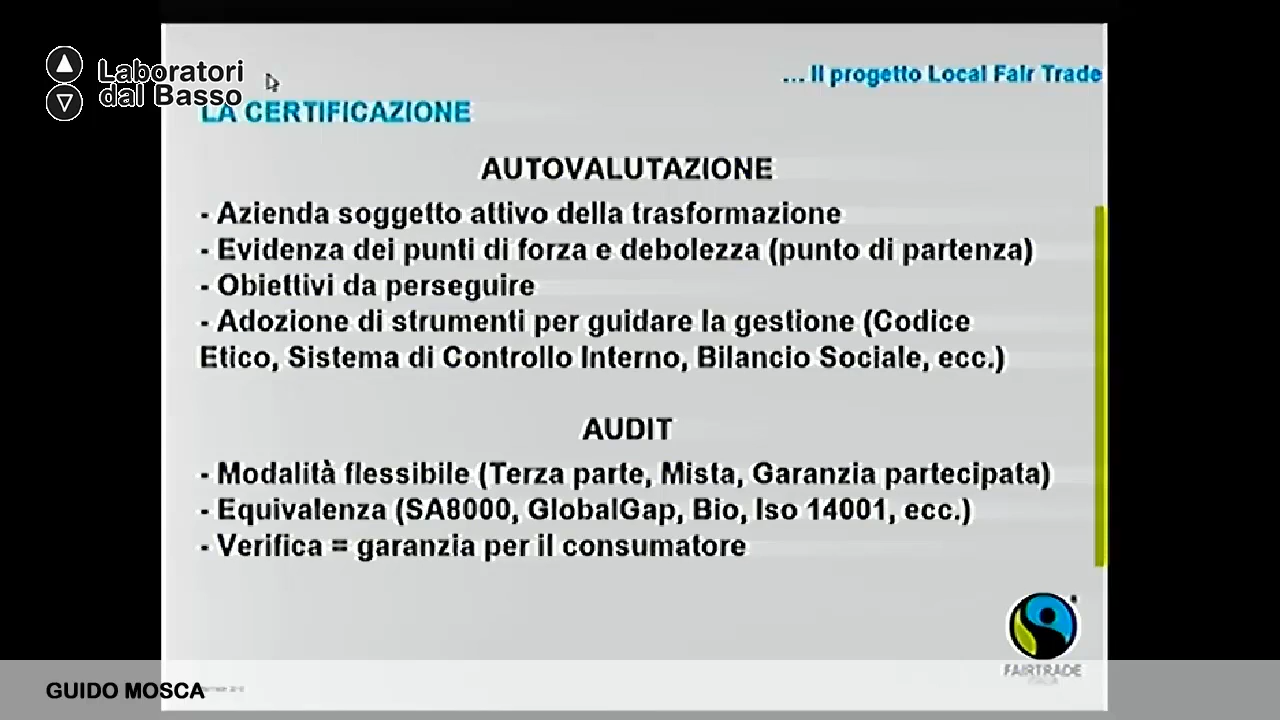 Laboratori
dal Basso
... Il progetto Local Fair Trade
LA CERTIFICAZIONE
AUTOVALUTAZIONE
- Azienda soggetto attivo della trasformazione
- Evidenza dei punti di forza e debolezza (punto di partenza)
- Obiettivi da perseguire
- Adozione di strumenti per guidare la gestione (Codice
Etico, Sistema di Controllo Interno, Bilancio Sociale, ecc.)
AUDIT
- Modalità flessibile (Terza parte, Mista, Garanzia partecipata)
- Equivalenza (SA8000, GlobalGap, Bio, Iso 14001, ecc.)
- Verifica = garanzia per il consumatore
FAIRTRADE
GUIDO MOSCA